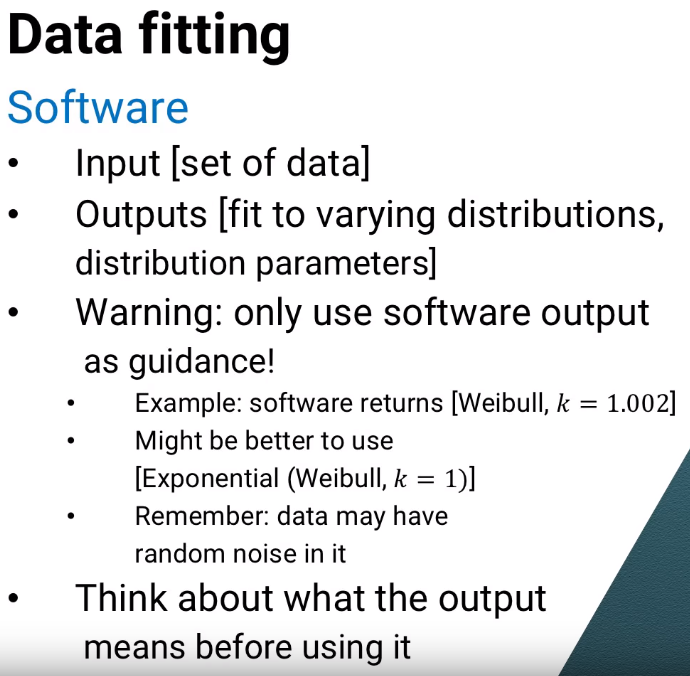 Data fitting
Software
• Input [set of data]
• Outputs [fit to varying distributions,
distribution parameters]
• Warning: only use software output
as guidance!
• Example: software returns [Weibull, k = 1.002]
• Might be better to use
[Exponential (Weibull, k = 1)]
• Remember: data may have
random noise in it
• Think about what the output
means before using it